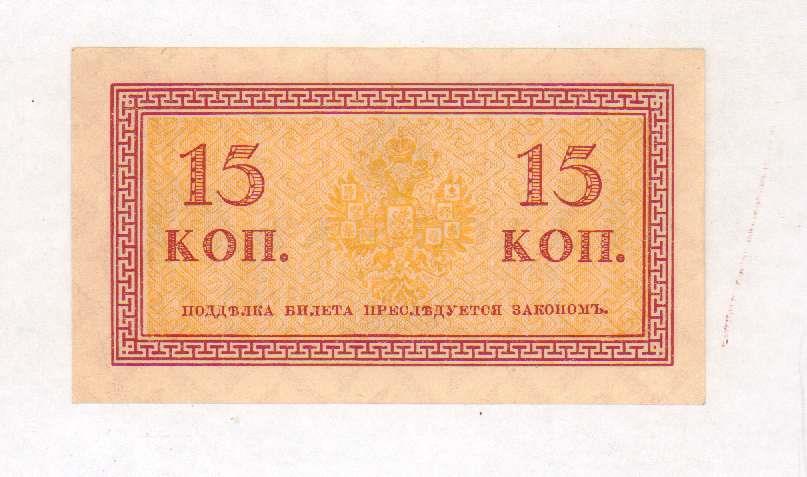 15 15
КОП. КОП.
ПОДДѢЛКА БИЛЕТА ПРЕСЛѢДУЕТСЯ ЗАКОНОМЪ.